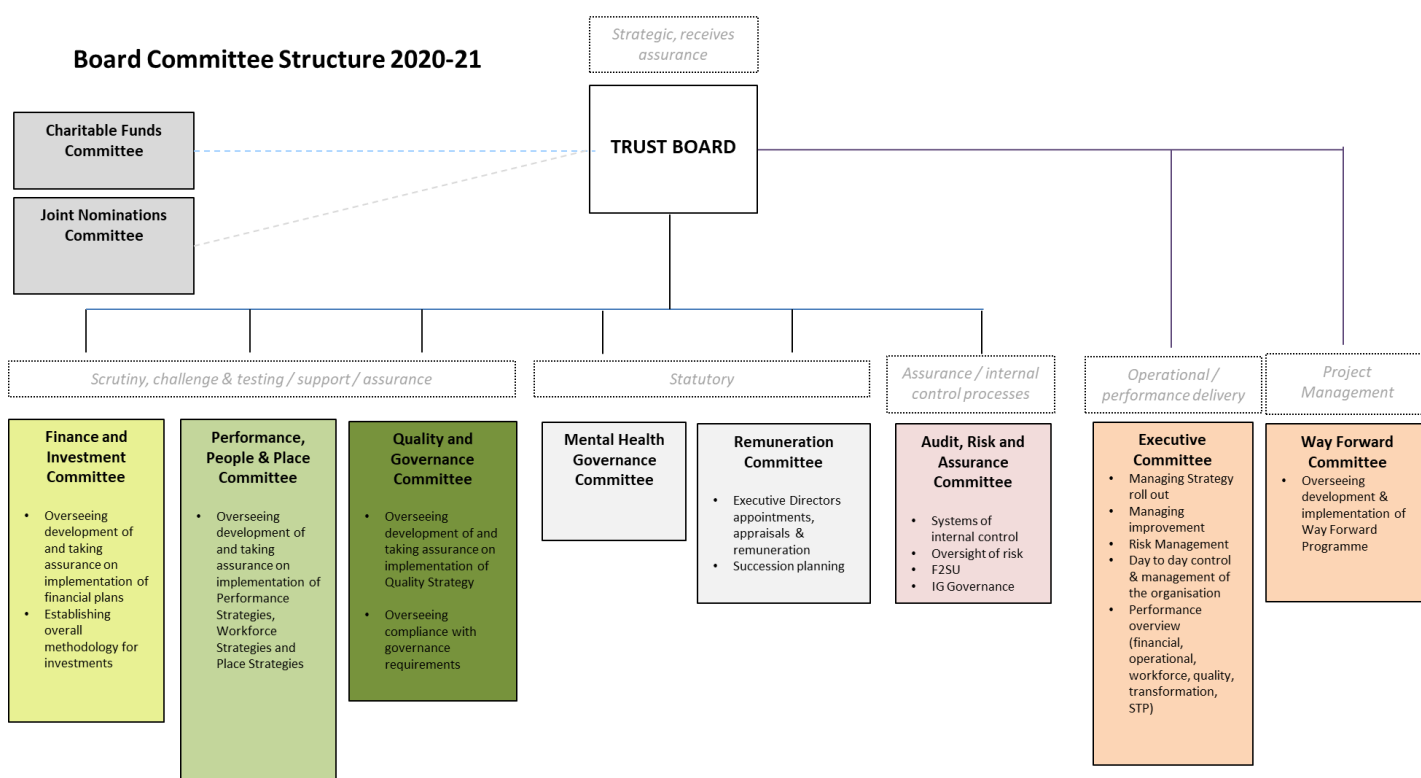 Board Committee Structure 2020-21
Strategic, receives
assurance
Charitable Funds
Committee
TRUST BOARD
Joint Nominations
Committee
Scrutiny, challenge & testing / support / assurance
Statutory
Assurance / internal
control processes
Operational /
performance delivery
Project
Management
Finance and
Investment
Committee
• Overseeing
development of
and taking
assurance on
implementation of
financial plans
• Establishing
overall
methodology for
investments
Performance,
People & Place
Committee
• Overseeing
development of
and taking
assurance on
implementation of
Performance
Strategies,
Workforce
Strategies and
Place Strategies
Quality and
Governance
Committee
• Overseeing
development of and
taking assurance on
implementation of
Quality Strategy
• Overseeing
compliance with
governance
requirements
Mental Health
Governance
Committee
Remuneration
Committee
• Executive Directors
appointments,
appraisals &
remuneration
• Succession planning
Audit, Risk and
Assurance
Committee
• Systems of
internal control
• Oversight of risk
• F2SU
• IG Governance
Executive
Committee
• Managing Strategy
roll out
• Managing
improvement
• Risk Management
• Day to day control
& management of
the organisation
• Performance
overview
(financial,
operational,
workforce, quality,
transformation,
STP)
Way Forward
Committee
• Overseeing
development &
implementation of
Way Forward
Programme